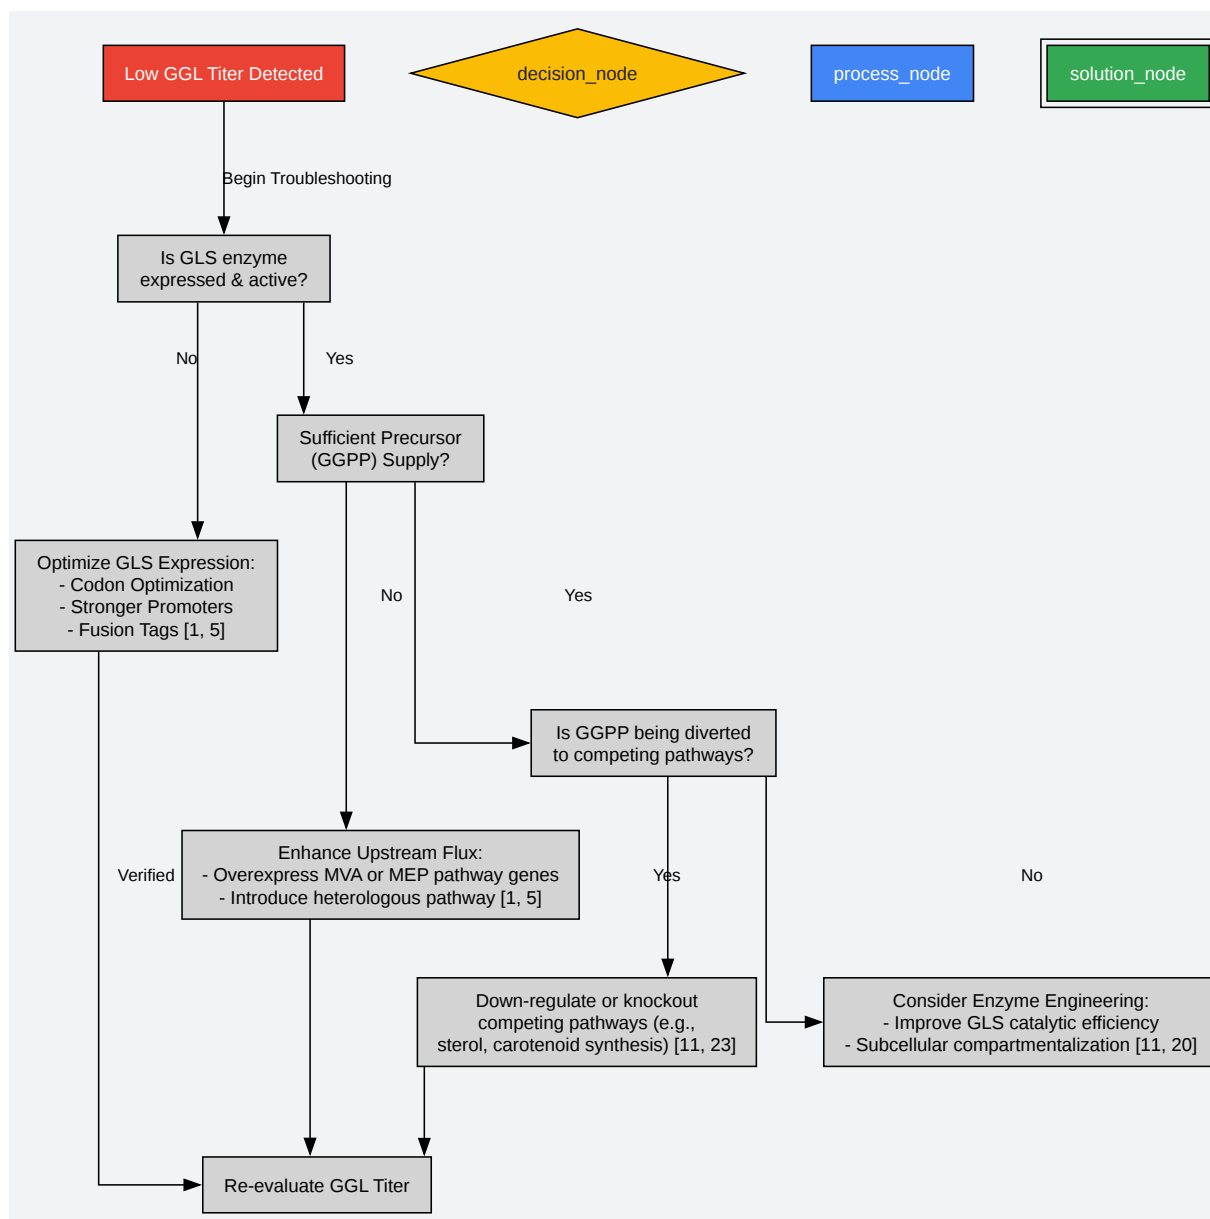 Low GGL Titer Detected
decision_node
process_node
solution_node
Begin Troubleshooting
Is GLS enzyme
expressed & active?
No
Yes
Sufficient Precursor
(GGPP) Supply?
Optimize GLS Expression:
- Codon Optimization
- Stronger Promoters
- Fusion Tags [1, 5]
No
Yes
Is GGPP being diverted
to competing pathways?
Verified
Enhance Upstream Flux:
- Overexpress MVA or MEP pathway genes
- Introduce heterologous pathway [1, 5]
Yes
No
Down-regulate or knockout
competing pathways (e.g.,
sterol, carotenoid synthesis) [11, 23]
Consider Enzyme Engineering:
- Improve GLS catalytic efficiency
- Subcellular compartmentalization [11, 20]
Re-evaluate GGL Titer